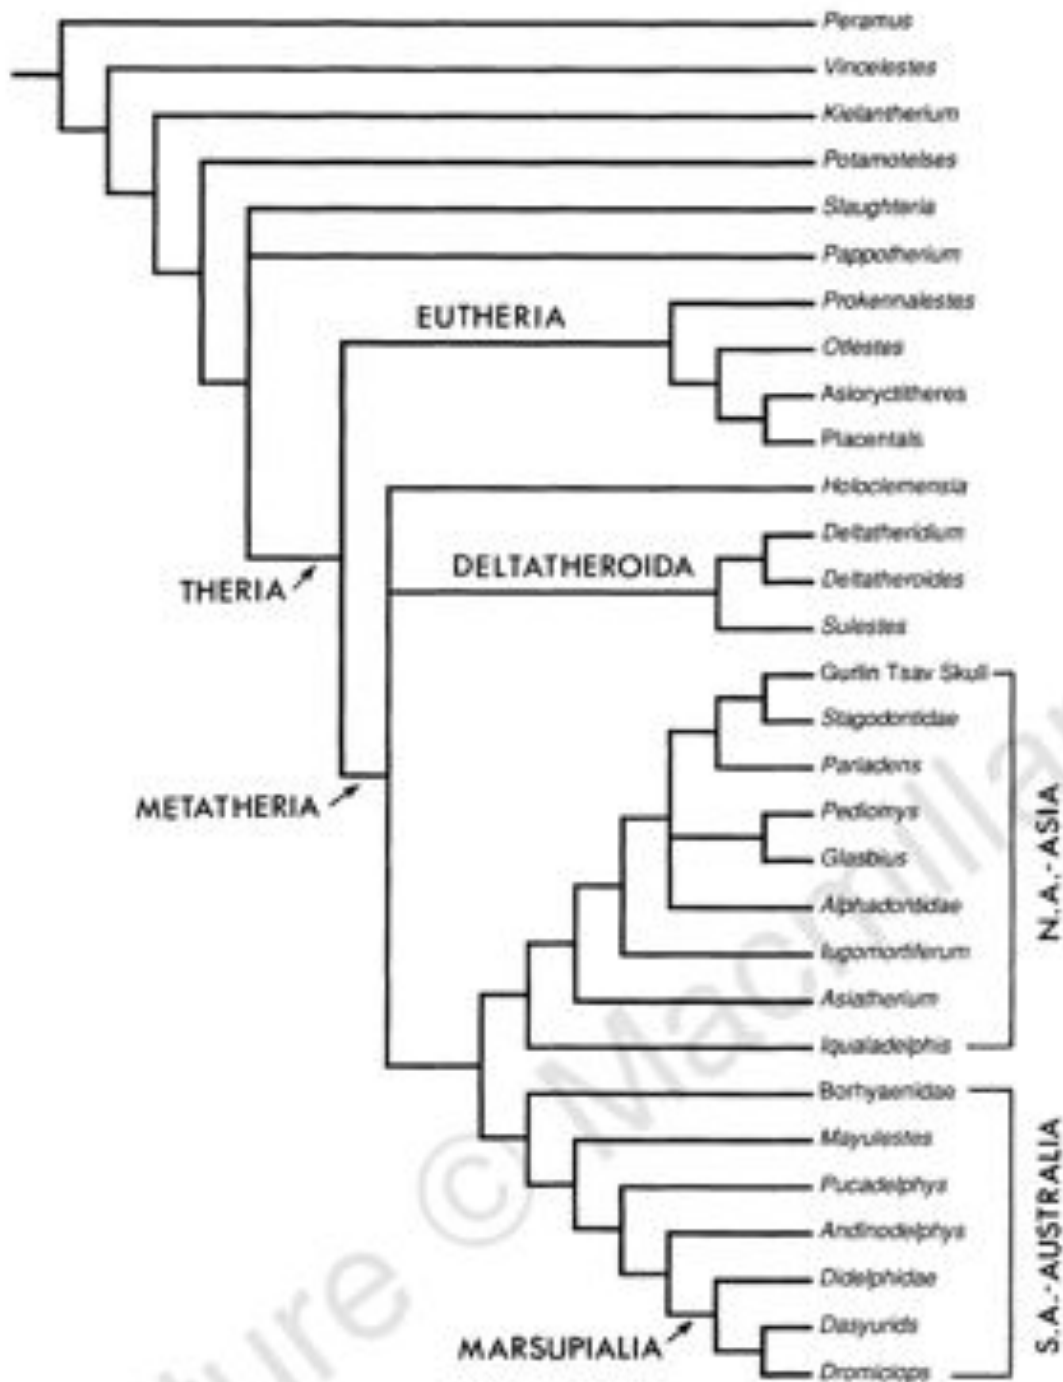 Peramus
Vincelestes
Kielantherium
Potamotelses
Slaughteria
Pappotherium
EUTHERIA
Prokennalestes
Otlestes
Asioryctitheres
Placentals
Holoclemensia
DELTATHEROIDA
Deltatheridium
Deltatheroides
THERIA
Sulestes
Gurlin Tsav Skull
Stagodontidae
Pariadens
METATHERIA
Pediomys
Glasbius
Alphadontidae
Iugomortiferum
Asiatherium
Iqualadelphis
N.A.-ASIA
Borhyaenidae
Mayulestes
Pucadelphys
Andinodelphys
Didelphidae
Dasyurids
MARSUPIALIA
Dromiciops
S.A.-AUSTRALIA
© Macmillan